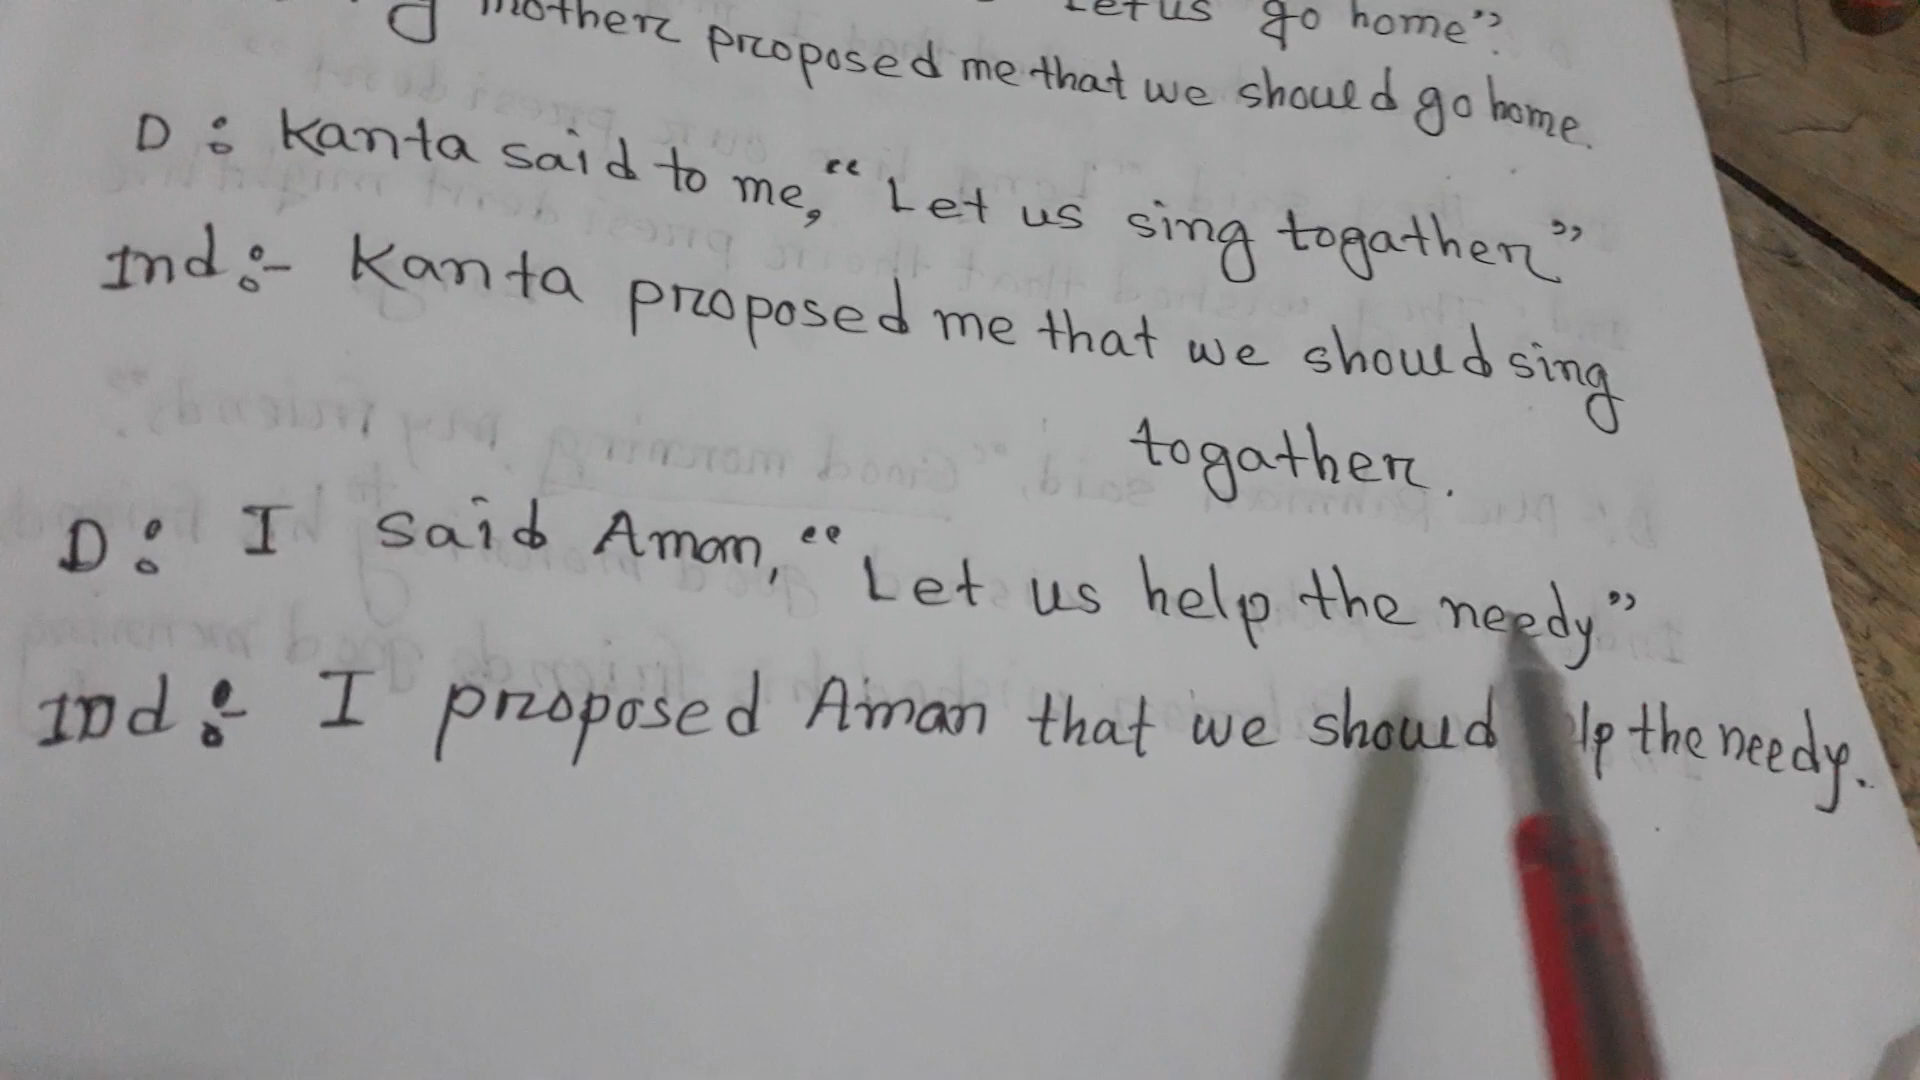 Let us go home".
mother proposed me that we should go home.
D: Kanta said to me, "Let us sing togather"
Ind:- Kanta proposed me that we should sing
togather.
D: I said Aman, "Let us help the needy"
Ind:- I proposed Aman that we should lp the needy.